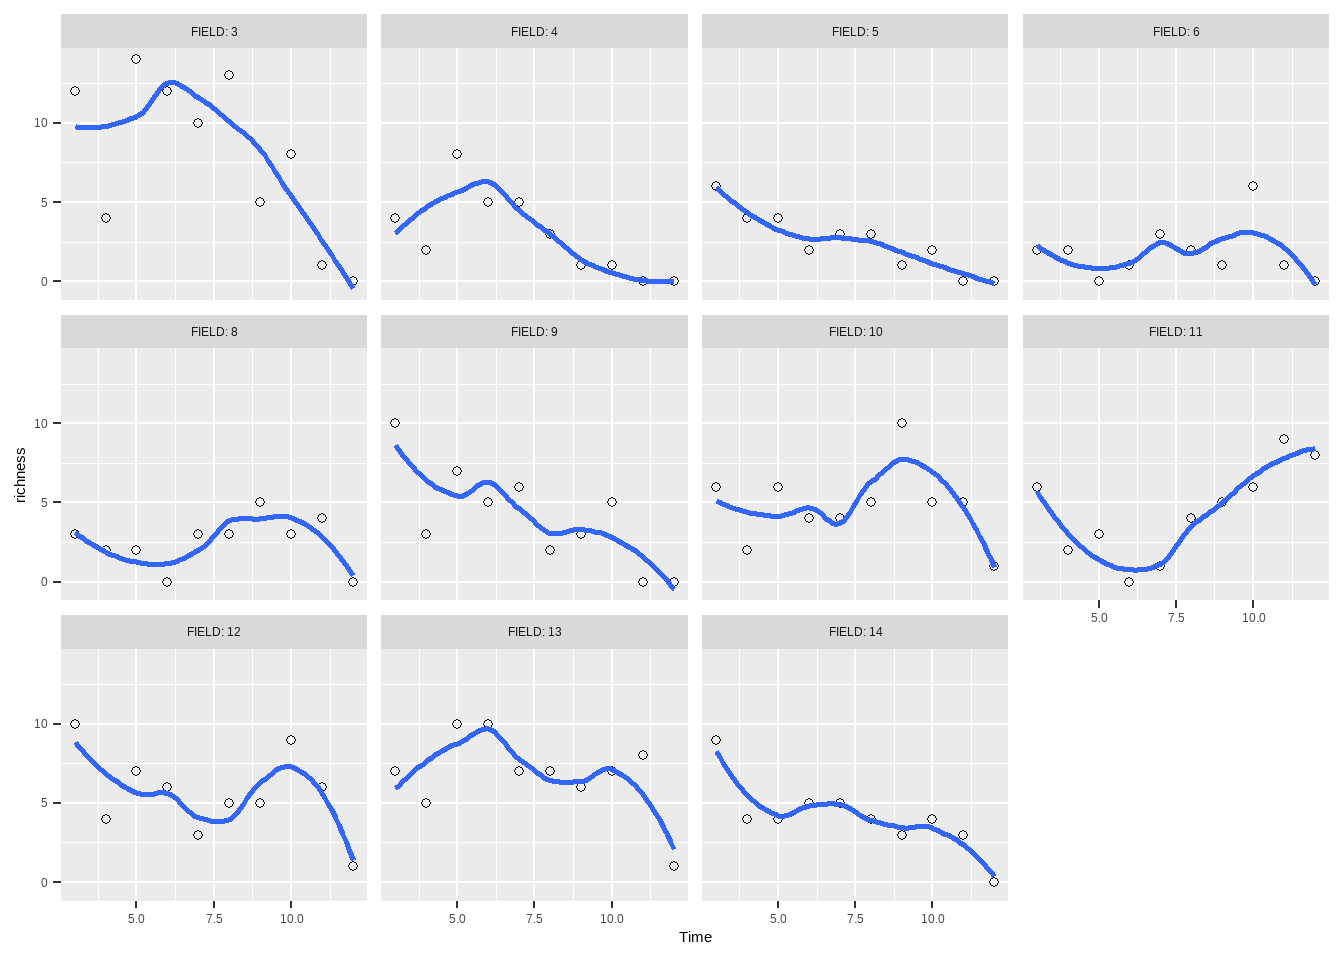 FIELD: 3
FIELD: 4
FIELD: 5
FIELD: 6
10
5
0
FIELD: 8
FIELD: 9
FIELD: 10
FIELD: 11
10
5
0
5.0 7.5 10.0
richness
FIELD: 12
FIELD: 13
FIELD: 14
10
5
0
5.0 7.5 10.0
5.0 7.5 10.0
5.0 7.5 10.0
Time